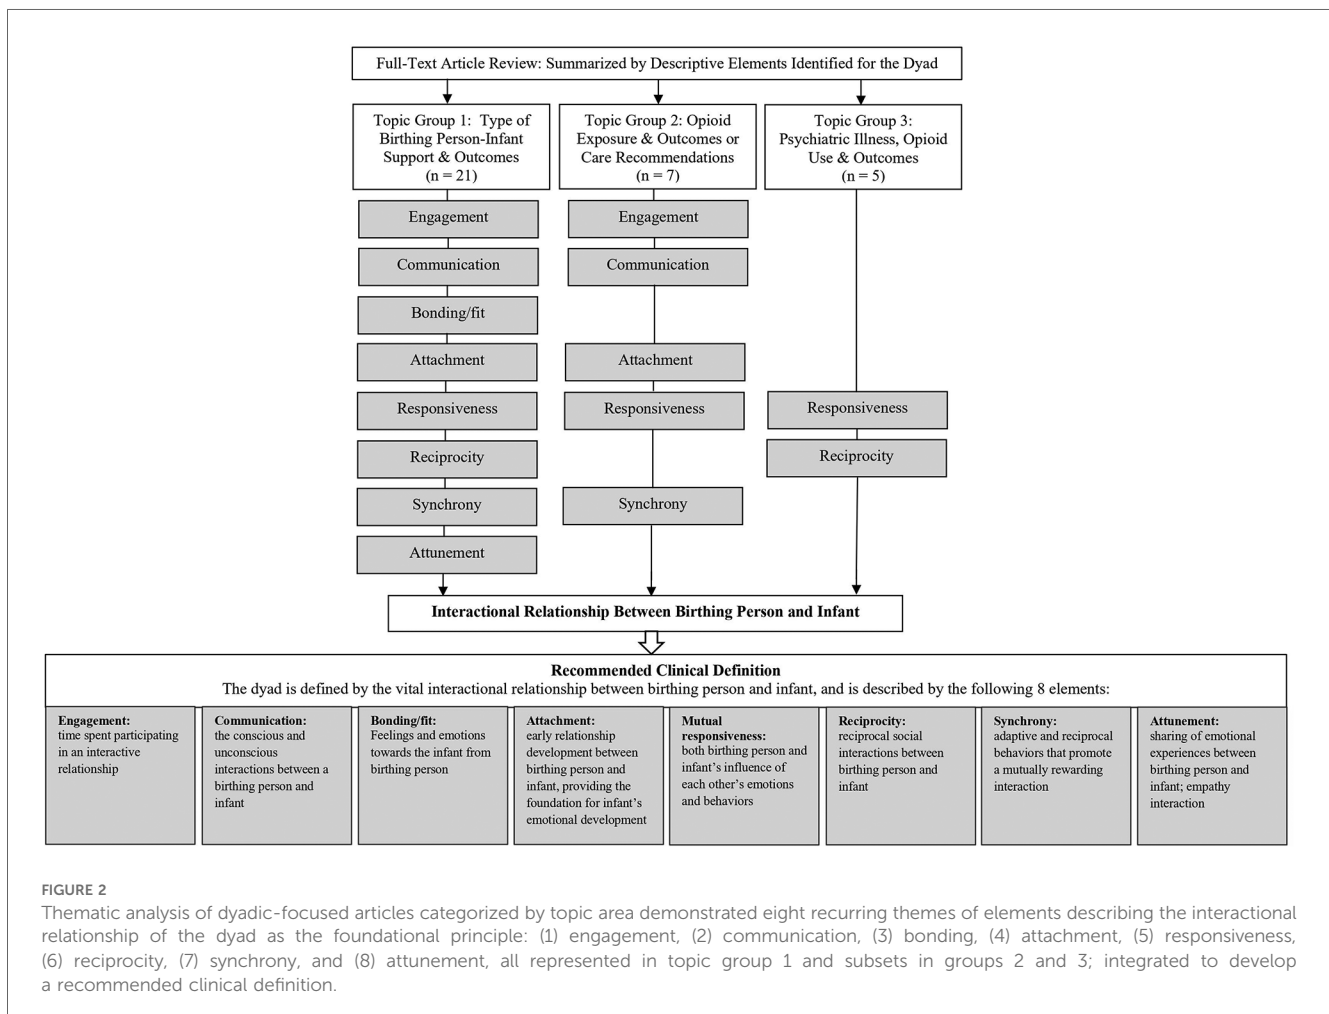 Full-Text Article Review: Summarized by Descriptive Elements Identified for the Dyad
Topic Group 1:  Type of
Birthing Person-Infant
Support & Outcomes
(n = 21)
Topic Group 2: Opioid
Exposure & Outcomes or
Care Recommendations
(n = 7)
Topic Group 3:
Psychiatric Illness, Opioid
Use & Outcomes
(n = 5)
Engagement
Communication
Bonding/fit
Attachment
Responsiveness
Reciprocity
Synchrony
Attunement
Engagement
Communication
Attachment
Responsiveness
Synchrony
Responsiveness
Reciprocity
Interactional Relationship Between Birthing Person and Infant
Recommended Clinical Definition
The dyad is defined by the vital interactional relationship between birthing person and infant, and is described by the following 8 elements:
Engagement:
time spent participating
in an interactive
relationship
Communication:
the conscious and
unconscious
interactions between a
birthing person and
infant
Bonding/fit:
Feelings and emotions
towards the infant from
birthing person
Attachment:
early relationship
development between
birthing person and
infant, providing the
foundation for infant's
emotional development
Mutual
responsiveness:
both birthing person and
infant's influence of
each other's emotions
and behaviors
Reciprocity:
reciprocal social
interactions between
birthing person and
infant
Synchrony:
adaptive and reciprocal
behaviors that promote
a mutually rewarding
interaction
Attunement:
sharing of emotional
experiences between
birthing person and
infant; empathy
interaction
FIGURE 2
Thematic analysis of dyadic-focused articles categorized by topic area demonstrated eight recurring themes of elements describing the interactional
relationship of the dyad as the foundational principle: (1) engagement, (2) communication, (3) bonding, (4) attachment, (5) responsiveness,
(6) reciprocity, (7) synchrony, and (8) attunement, all represented in topic group 1 and subsets in groups 2 and 3; integrated to develop
a recommended clinical definition.